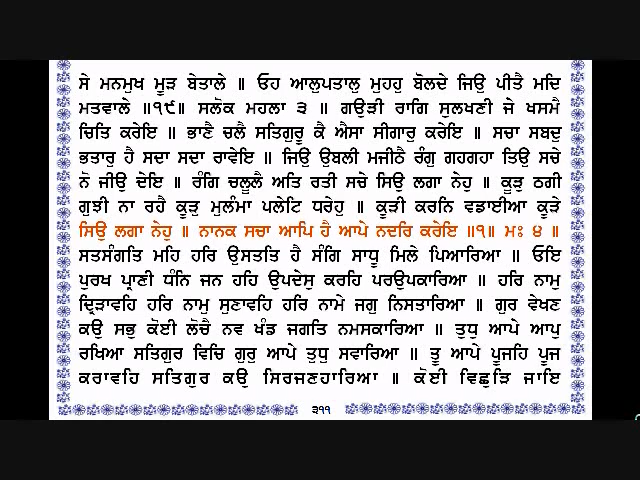 ਸੇ ਮਨਮੁਖ ਮੂੜ ਬੇਤਾਲੇ ॥ ਓਹ ਆਲੁਪਤਾਲੁ ਮੁਹਹੁ ਬੋਲਦੇ ਜਿਉ ਪੀਤੈ ਮਦਿ
ਮਤਵਾਲੇ ॥੧੯॥ ਸਲੋਕ ਮਹਲਾ ੩ ॥ ਗਉੜੀ ਰਾਗਿ ਸੁਲਖਣੀ ਜੇ ਖਸਮੈ
ਚਿਤਿ ਕਰੇਇ ॥ ਭਾਣੈ ਚਲੈ ਸਤਿਗੁਰੂ ਕੈ ਐਸਾ ਸੀਗਾਰੁ ਕਰੇਇ ॥ ਸਚਾ ਸਬਦੁ
ਭਤਾਰੁ ਹੈ ਸਦਾ ਸਦਾ ਰਾਵੇਇ ॥ ਜਿਉ ਉਬਲੀ ਮਜੀਠੈ ਰੰਗੁ ਗਹਗਹਾ ਤਿਉ ਸਚੇ
ਨੋ ਜੀਉ ਦੇਇ ॥ ਰੰਗਿ ਚਲੂਲੈ ਅਤਿ ਰਤੀ ਸਚੇ ਸਿਉ ਲਗਾ ਨੇਹੁ ॥ ਕੂੜੁ ਠਗੀ
ਗੁਝੀ ਨਾ ਰਹੈ ਕੂੜੁ ਮੁਲੰਮਾ ਪਲੇਟਿ ਧਰੇਹੁ ॥ ਕੂੜੀ ਕਰਨਿ ਵਡਾਈਆ ਕੂੜੇ
ਸਿਉ ਲਗਾ ਨੇਹੁ ॥ ਨਾਨਕ ਸਚਾ ਆਪਿ ਹੈ ਆਪੇ ਨਦਰਿ ਕਰੇਇ ॥੧॥ ਮਃ ੪ ॥
ਸਤਸੰਗਤਿ ਮਹਿ ਹਰਿ ਉਸਤਤਿ ਹੈ ਸੰਗਿ ਸਾਧੂ ਮਿਲੇ ਪਿਆਰਿਆ ॥ ਓਇ
ਪੁਰਖ ਪ੍ਰਾਣੀ ਧੰਨਿ ਜਨ ਹਹਿ ਉਪਦੇਸੁ ਕਰਹਿ ਪਰਉਪਕਾਰਿਆ ॥ ਹਰਿ ਨਾਮੁ
ਦ੍ਰਿੜਾਵਹਿ ਹਰਿ ਨਾਮੁ ਸੁਣਾਵਹਿ ਹਰਿ ਨਾਮੇ ਜਗੁ ਨਿਸਤਾਰਿਆ ॥ ਗੁਰ ਵੇਖਣ
ਕਉ ਸਭੁ ਕੋਈ ਲੋਚੈ ਨਵ ਖੰਡ ਜਗਤਿ ਨਮਸਕਾਰਿਆ ॥ ਤੁਧੁ ਆਪੇ ਆਪੁ
ਰਖਿਆ ਸਤਿਗੁਰ ਵਿਚਿ ਗੁਰੁ ਆਪੇ ਤੁਧੁ ਸਵਾਰਿਆ ॥ ਤੂ ਆਪੇ ਪੂਜਹਿ ਪੂਜ
ਕਰਾਵਹਿ ਸਤਿਗੁਰ ਕਉ ਸਿਰਜਣਹਾਰਿਆ ॥ ਕੋਈ ਵਿਛੁੜਿ ਜਾਇ
੩੧੧